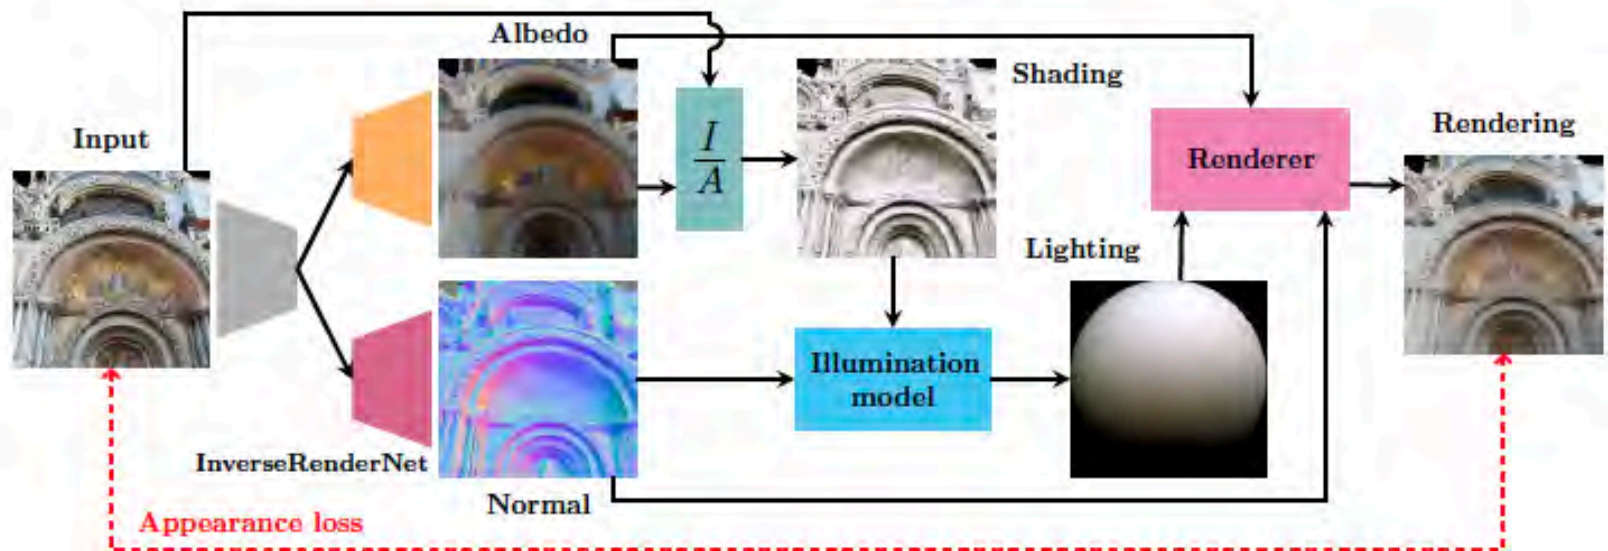 Albedo
Shading
Input
I
A
Renderer
Rendering
Lighting
Illumination
model
InverseRenderNet
Normal
Appearance loss